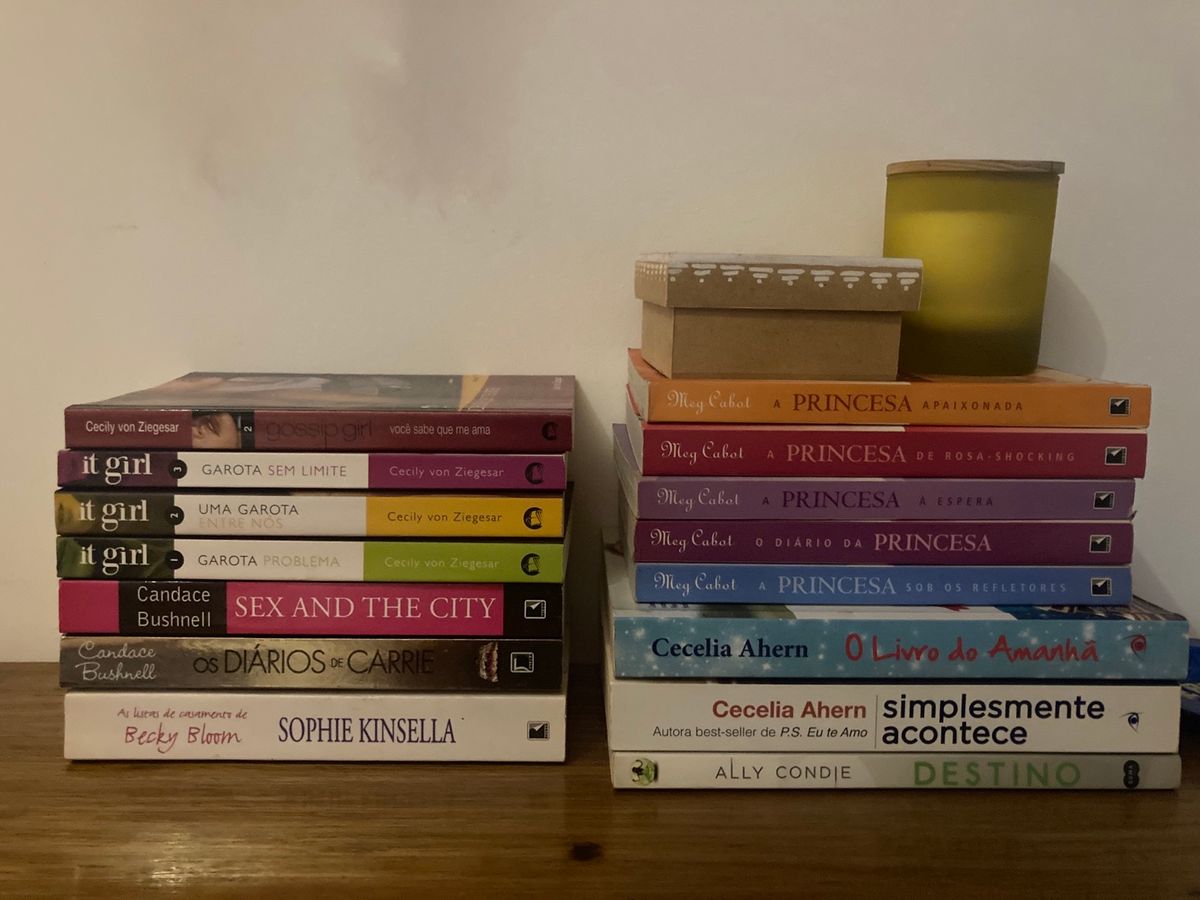 Cecily von Ziegesar 2 gossip girl você sabe que me ama
it girl 3 GAROTA SEM LIMITE Cecily von Ziegesar
it girl 2 UMA GAROTA ENTRE NÓS Cecily von Ziegesar
it girl 1 GAROTA PROBLEMA Cecily von Ziegesar
Candace Bushnell SEX AND THE CITY
Candace Bushnell OS DIÁRIOS DE CARRIE
As listas de casamento de Becky Bloom SOPHIE KINSELLA
Meg Cabot A PRINCESA APAIXONADA
Meg Cabot A PRINCESA DE ROSA-SHOCKING
Meg Cabot A PRINCESA À ESPERA
Meg Cabot O DIÁRIO DA PRINCESA
Meg Cabot A PRINCESA SOB OS REFLETORES
Cecelia Ahern O Livro do Amanhã
Cecelia Ahern
Autora best-seller de P.S. Eu te Amo
simplesmente
acontece
ALLY CONDIE DESTINO SUMA